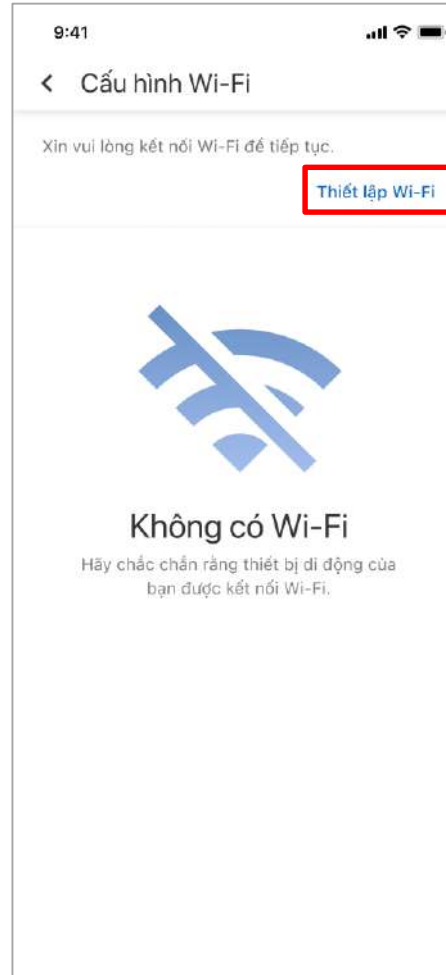 9:41
Cấu hình Wi-Fi
Xin vui lòng kết nối Wi-Fi để tiếp tục.
Thiết lập Wi-Fi
Không có Wi-Fi
Hãy chắc chắn rằng thiết bị di động của
bạn được kết nối Wi-Fi.